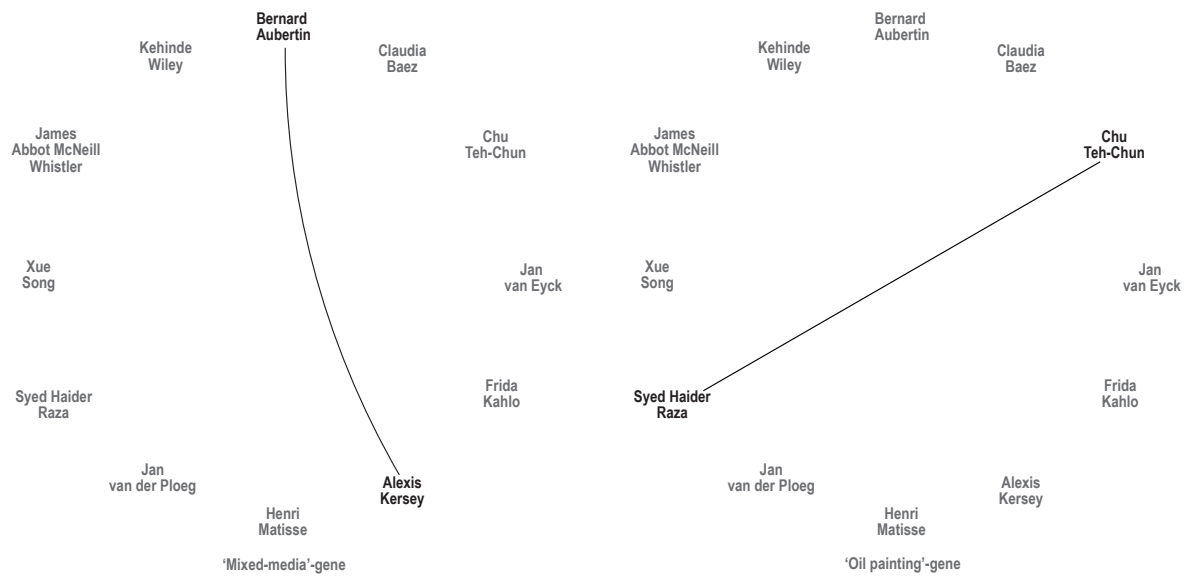 Bernard
Aubertin
Kehinde
Wiley
Claudia
Baez
James
Abbot McNeill
Whistler
Chu
Teh-Chun
Xue
Song
Jan
van Eyck
Syed Haider
Raza
Frida
Kahlo
Jan
van der Ploeg
Alexis
Kersey
Henri
Matisse
‘Mixed-media’-gene
Bernard
Aubertin
Kehinde
Wiley
Claudia
Baez
James
Abbot McNeill
Whistler
Chu
Teh-Chun
Xue
Song
Jan
van Eyck
Syed Haider
Raza
Frida
Kahlo
Jan
van der Ploeg
Alexis
Kersey
Henri
Matisse
‘Oil painting’-gene